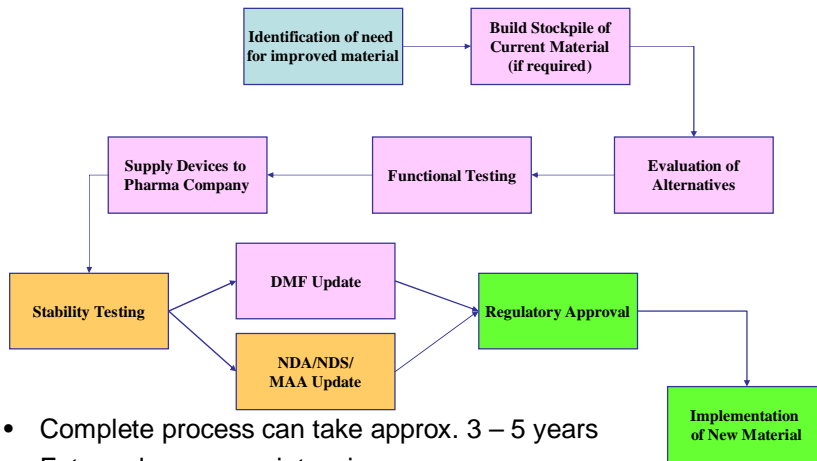 Identification of need
for improved material
Build Stockpile of
Current Material
(if required)
Evaluation of
Alternatives
Functional Testing
Supply Devices to
Pharma Company
Stability Testing
DMF Update
NDA/NDS/
MAA Update
Regulatory Approval
Implementation
of New Material
• Complete process can take approx. 3 – 5 years